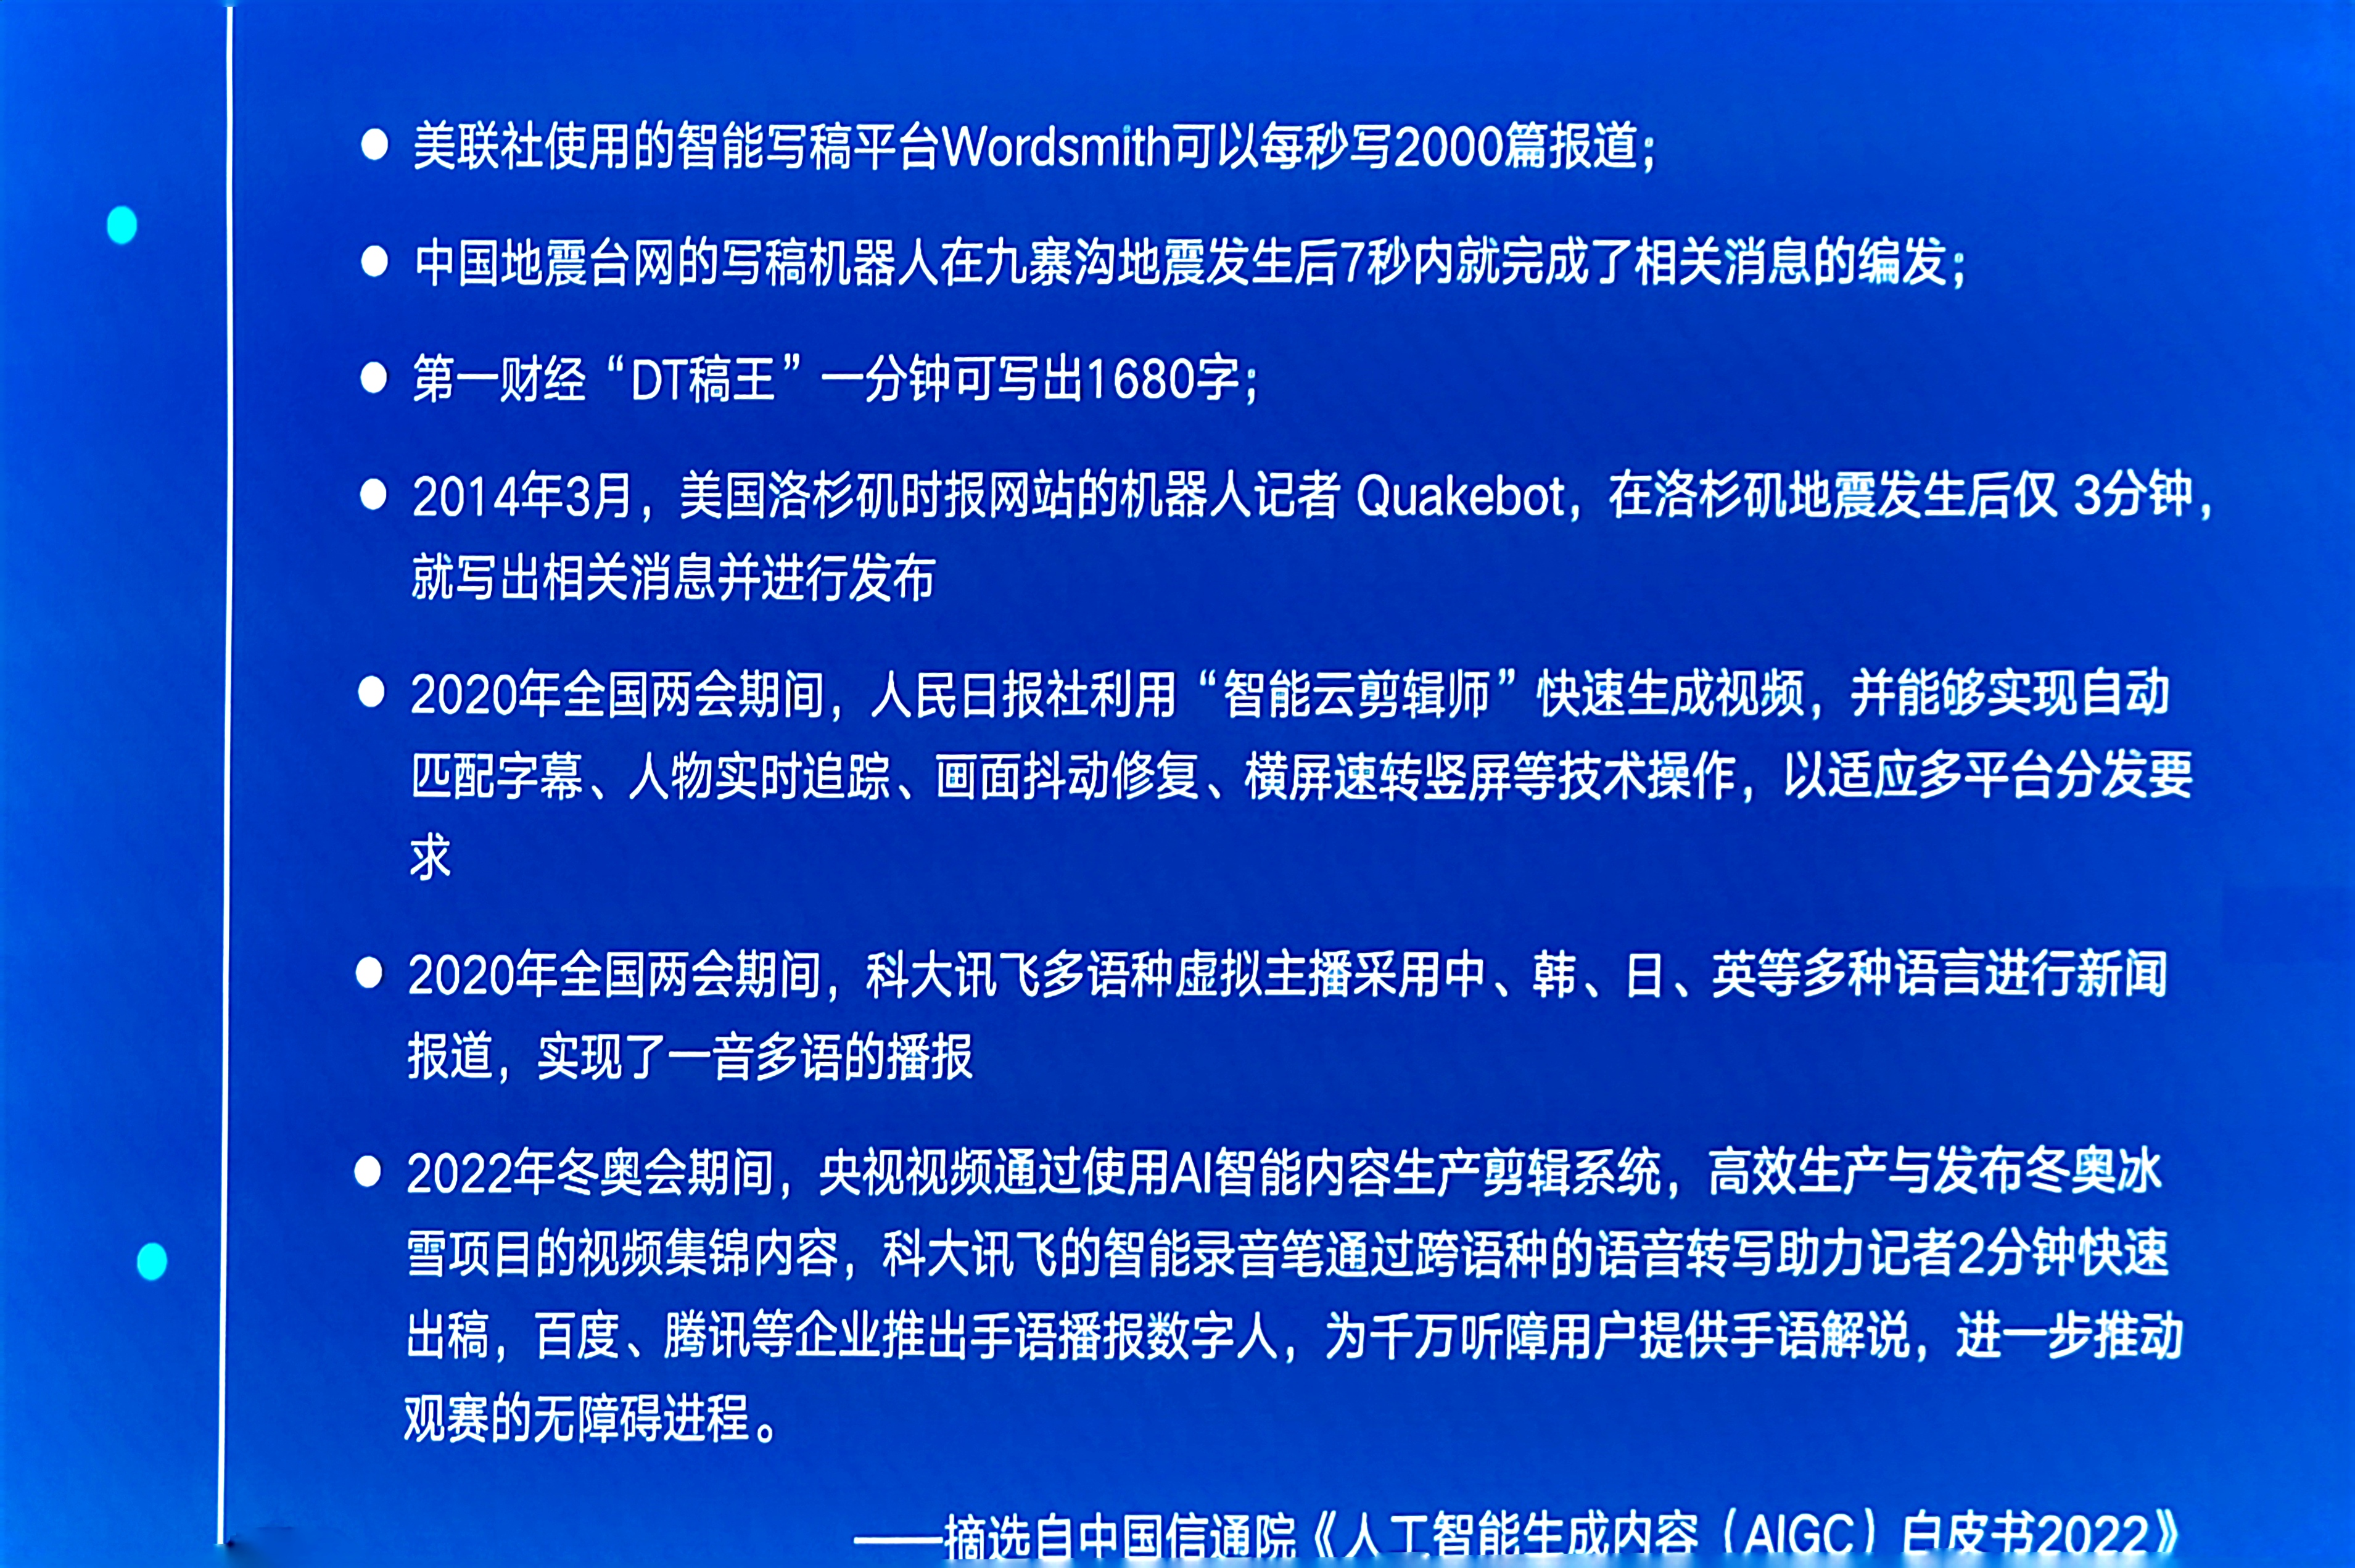 美联社使用的智能写稿平台Wordsmith可以每秒写2000篇报道；
中国地震台网的写稿机器人在九寨沟地震发生后7秒内就完成了相关消息的编发；
第一财经“DT稿王”一分钟可写出1680字；
2014年3月，美国洛杉矶时报网站的机器人记者 Quakebot，在洛杉矶地震发生后仅 3分钟，
就写出相关消息并进行发布
2020年全国两会期间，人民日报社利用“智能云剪辑师”快速生成视频，并能够实现自动
匹配字幕、人物实时追踪、画面抖动修复、横屏速转竖屏等技术操作，以适应多平台分发要
求
2020年全国两会期间，科大讯飞多语种虚拟主播采用中、韩、日、英等多种语言进行新闻
报道，实现了一音多语的播报
2022年冬奥会期间，央视视频通过使用AI智能内容生产剪辑系统，高效生产与发布冬奥冰
雪项目的视频集锦内容，科大讯飞的智能录音笔通过跨语种的语音转写助力记者2分钟快速
出稿，百度、腾讯等企业推出手语播报数字人，为千万听障用户提供手语解说，进一步推动
观赛的无障碍进程。
——摘选自中国信通院《人工智能生成内容（AIGC）白皮书2022》